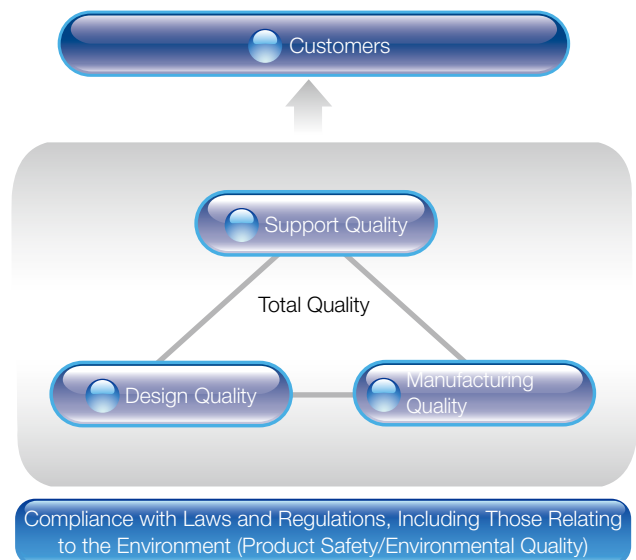 Customers
Support Quality
Total Quality
Design Quality
Manufacturing
Quality
Compliance with Laws and Regulations, Including Those Relating
to the Environment (Product Safety/Environmental Quality)